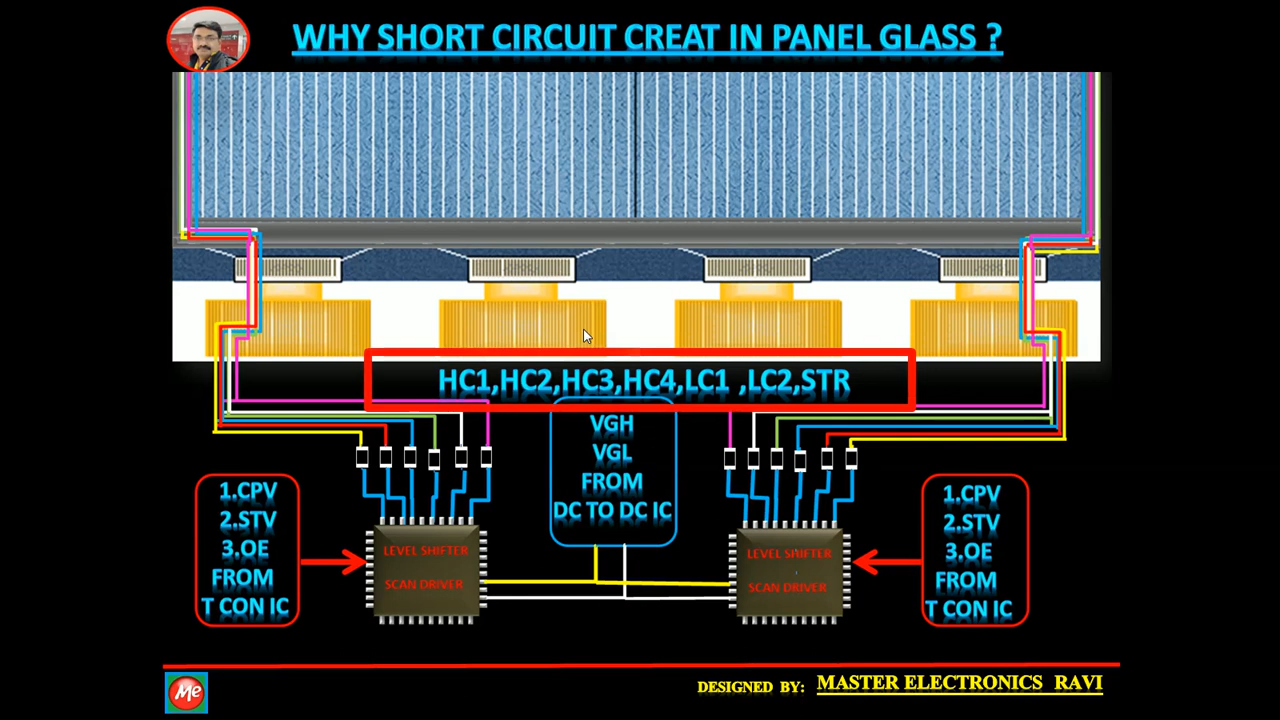 WHY SHORT CIRCUIT CREAT IN PANEL GLASS ?
HC1,HC2,HC3,HC4,LC1 ,LC2,STR
VGH
VGL
FROM
DC TO DC IC
1.CPV
2.STV
3.OE
FROM
T CON IC
LEVEL SHIFTER
SCAN DRIVER
LEVEL SHIFTER
SCAN DRIVER
1.CPV
2.STV
3.OE
FROM
T CON IC
Me
DESIGNED BY: MASTER ELECTRONICS RAVI